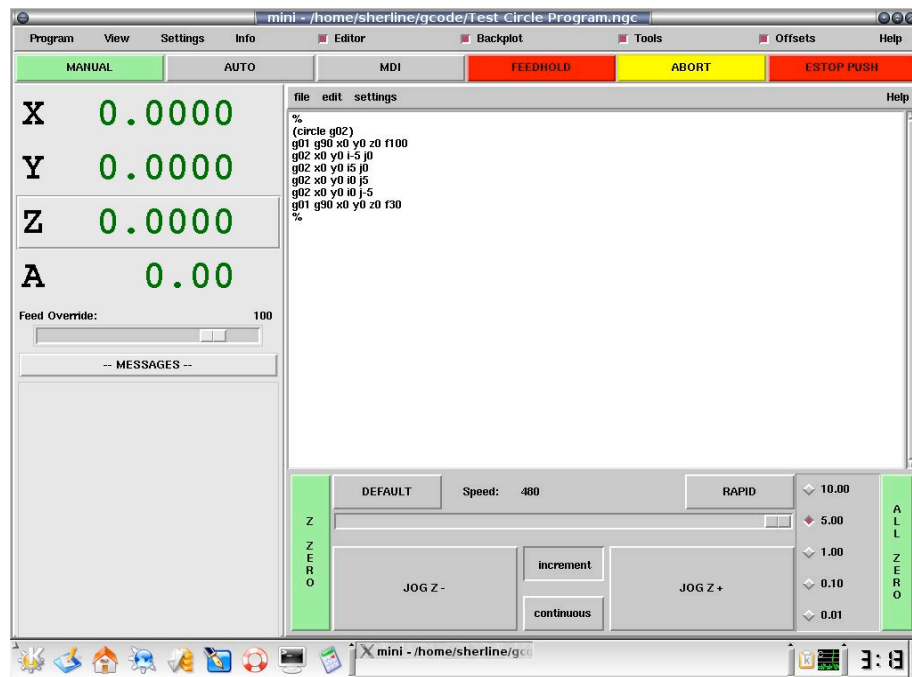 mini - /home/sherline/gcode/Test Circle Program.ngc
Program View Settings Info Editor Backplot Tools Offsets Help
MANUAL AUTO MDI FEEDHOLD ABORT ESTOP PUSH
X 0.0000
Y 0.0000
Z 0.0000
A 0.00
Feed Override: 100
-- MESSAGES --
file edit settings Help
%
(circle g02)
g01 g90 x0 y0 z0 f100
g02 x0 y0 i-5 j0
g02 x0 y0 i5 j0
g02 x0 y0 i0 j5
g02 x0 y0 i0 j-5
g01 g90 x0 y0 z0 f30
%
Z ZERO
DEFAULT Speed: 480 RAPID
JOG Z - increment JOG Z +
continuous
10.00
5.00
1.00
0.10
0.01
ALL ZERO
mini - /home/sherline/gco
3:13